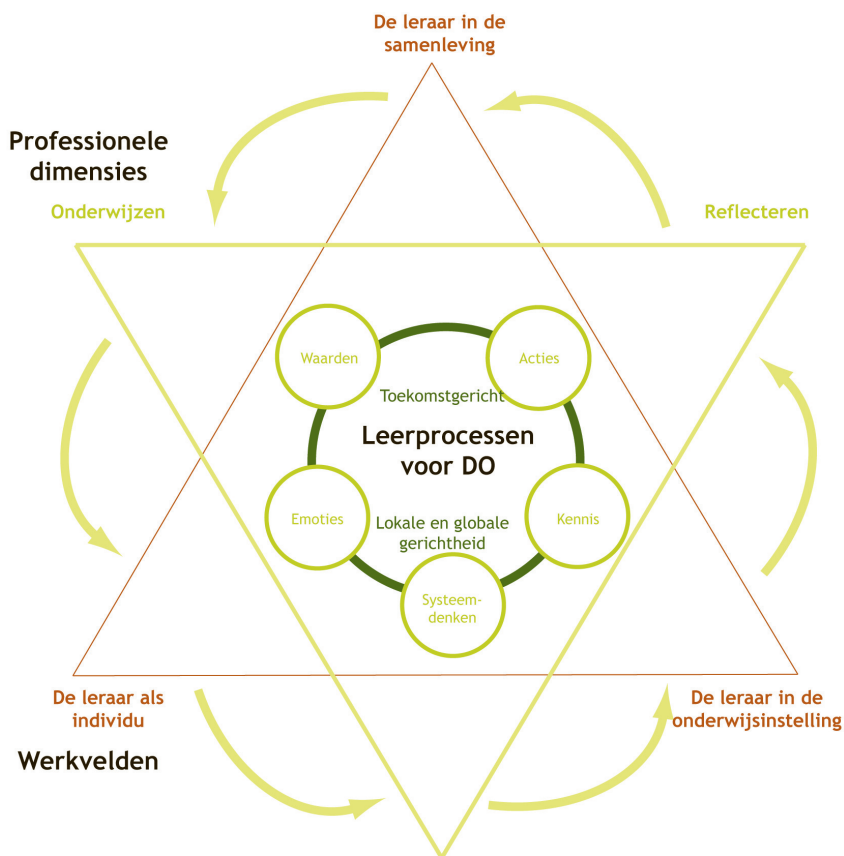 De leraar in de
samenleving
Professionele
dimensies
Onderwijzen
Reflecteren
Waarden
Acties
Toekomstgericht
Leerprocessen
voor DO
Emoties
Lokale en globale
gerichtheid
Kennis
Systeem-
denken
De leraar als
individu
De leraar in de
onderwijsinstelling
Werkvelden